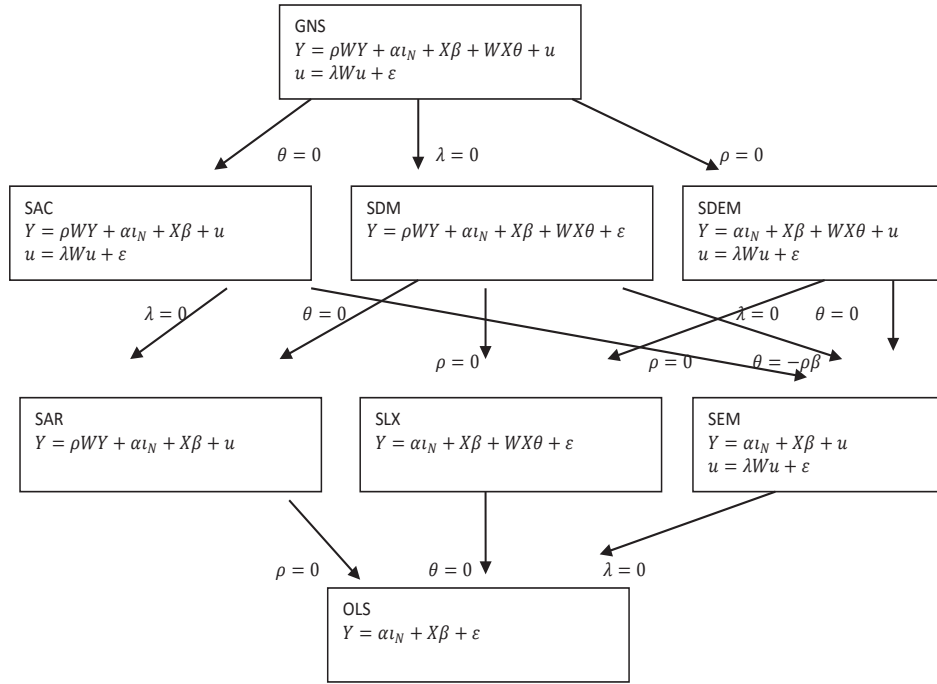 GNS
Y = ρWY + αι_N + Xβ + WXθ + u
u = λWu + ε
θ = 0
λ = 0
ρ = 0
SAC
Y = ρWY + αι_N + Xβ + u
u = λWu + ε
SDM
Y = ρWY + αι_N + Xβ + WXθ + ε
SDEM
Y = αι_N + Xβ + WXθ + u
u = λWu + ε
λ = 0
θ = 0
λ = 0
θ = 0
ρ = 0
ρ = 0
θ = −ρβ
SAR
Y = ρWY + αι_N + Xβ + u
SLX
Y = αι_N + Xβ + WXθ + ε
SEM
Y = αι_N + Xβ + u
u = λWu + ε
ρ = 0
θ = 0
λ = 0
OLS
Y = αι_N + Xβ + ε